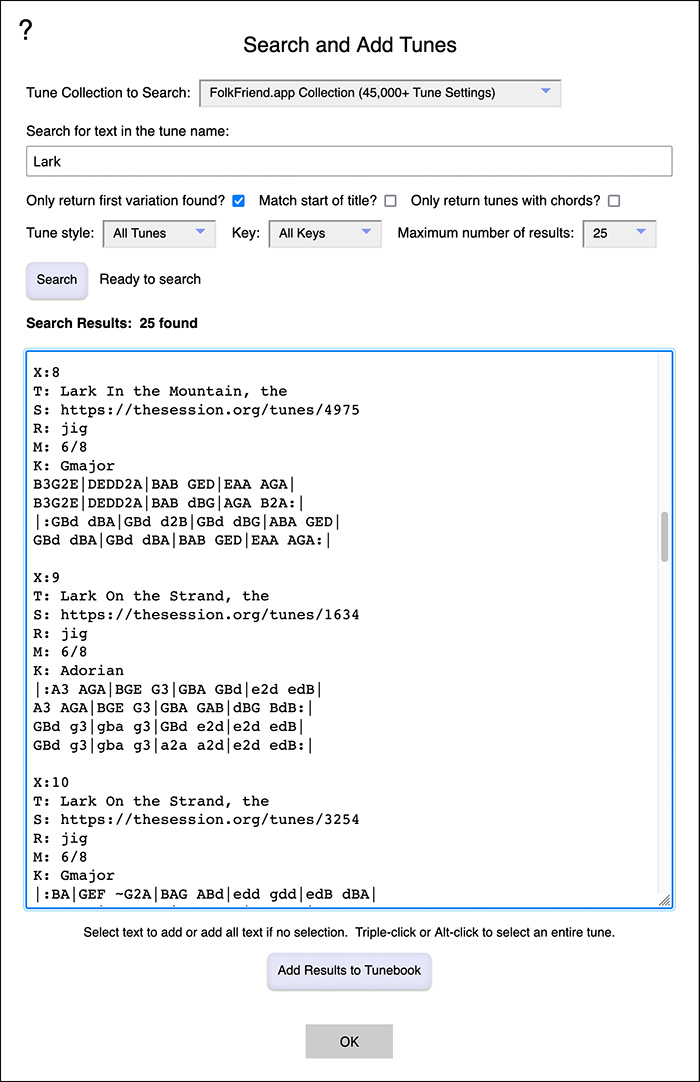 ?
Search and Add Tunes
Tune Collection to Search: FolkFriend.app Collection (45,000+ Tune Settings)
Search for text in the tune name:
Lark
Only return first variation found? Match start of title? Only return tunes with chords?
Tune style: All Tunes Key: All Keys Maximum number of results: 25
Search Ready to search
Search Results: 25 found
X:8
T: Lark In the Mountain, the
S: https://thesession.org/tunes/4975
R: jig
M: 6/8
K: Gmajor
B3G2E|DEDD2A|BAB GED|EAA AGA|
B3G2E|DEDD2A|BAB dBG|AGA B2A:|
|:GBd dBA|GBd d2B|GBd dBG|ABA GED|
GBd dBA|GBd dBA|BAB GED|EAA AGA:|
X:9
T: Lark On the Strand, the
S: https://thesession.org/tunes/1634
R: jig
M: 6/8
K: Adorian
|:A3 AGA|BGE G3|GBA GBd|e2d edB|
A3 AGA|BGE G3|GBA GAB|dBG BdB:|
GBd g3|gba g3|GBd e2d|e2d edB|
GBd g3|gba g3|a2a a2d|e2d edB:|
X:10
T: Lark On the Strand, the
S: https://thesession.org/tunes/3254
R: jig
M: 6/8
K: Gmajor
|:BA|GEF ~G2A|BAG ABd|edd gdd|edB dBA|
Select text to add or add all text if no selection. Triple-click or Alt-click to select an entire tune.
Add Results to Tunebook
OK